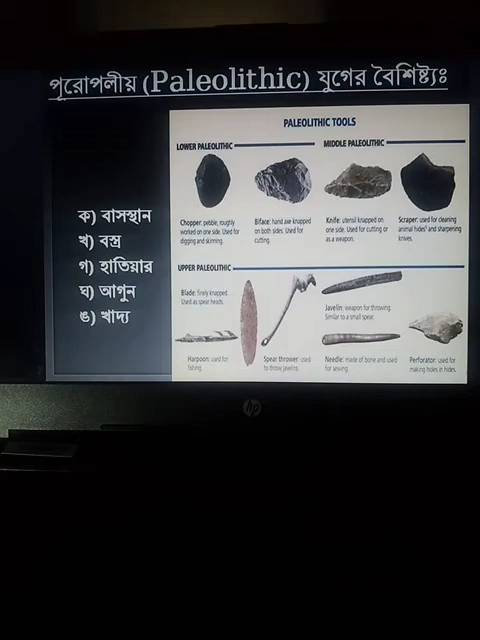 পুরোপলীয় (Paleolithic) যুগের বৈশিষ্ট্যঃ
ক) বাসস্থান
খ) বস্ত্র
গ) হাতিয়ার
ঘ) আগুন
ঙ) খাদ্য
PALEOLITHIC TOOLS
LOWER PALEOLITHIC
MIDDLE PALEOLITHIC
Chopper: pebble, roughly
worked on one side. Used for
digging and skinning.
Biface: hand axe knapped
on both sides. Used for
cutting.
Knife: utensil knapped on
one side. Used for cutting or
as a weapon.
Scraper: used for cleaning
animal hides and sharpening
knives.
UPPER PALEOLITHIC
Blade: finely knapped.
Used as spear heads.
Harpoon: used for
fishing.
Spear thrower: used
to throw javelins.
Javelin: weapon for throwing.
Similar to a small spear.
Needle: made of bone and used
for sewing.
Perforator: used for
making holes in hides.
hp